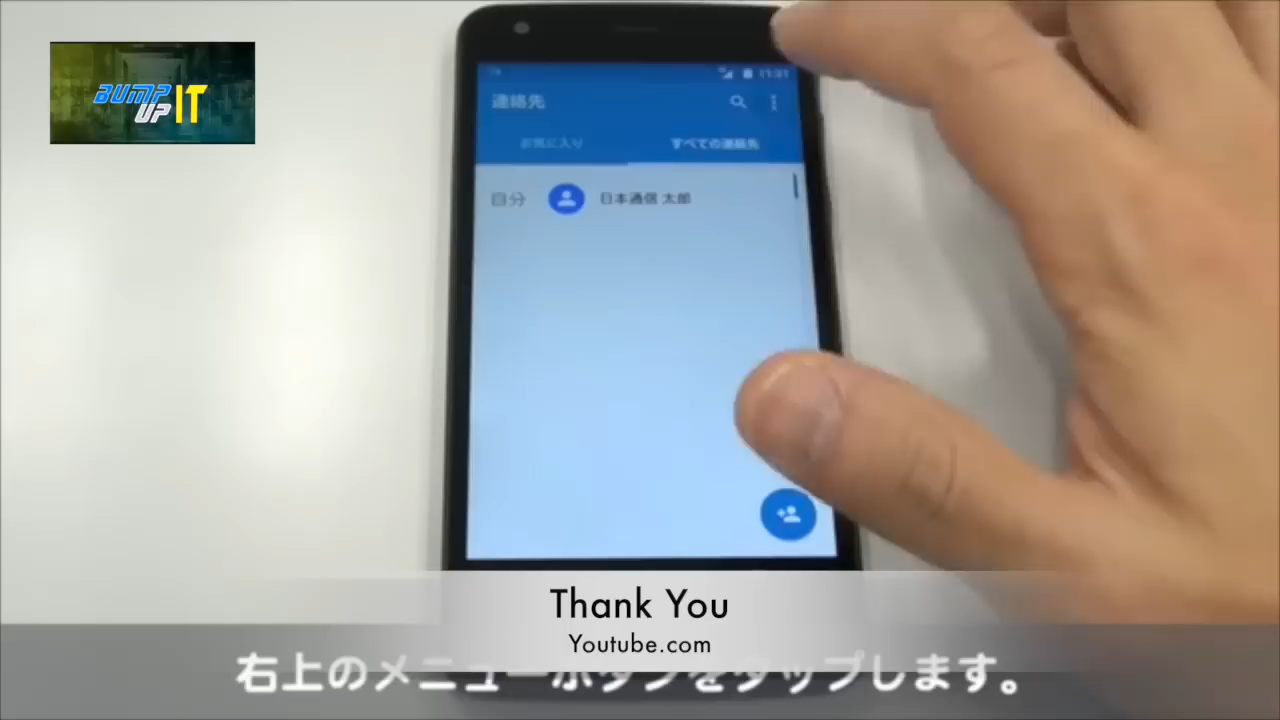 BUMP
UP IT
11:31
連絡先
お気に入り
すべての連絡先
自分
日本通信 太郎
Thank You
Youtube.com
右上のメニューボタンをタップします。